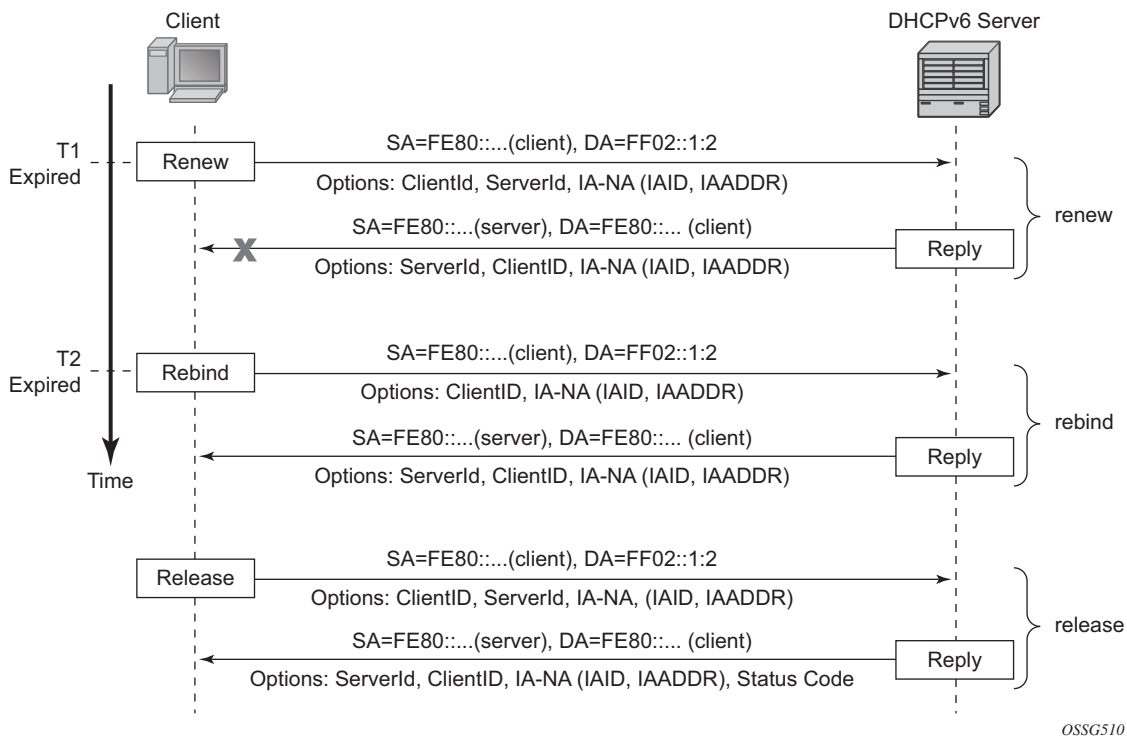 Client
DHCPv6 Server
T1
Expired
Renew
SA=FE80::...(client), DA=FF02::1:2
Options: ClientId, ServerId, IA-NA (IAID, IAADDR)
SA=FE80::...(server), DA=FE80::... (client)
X
Reply
Options: ServerId, ClientID, IA-NA (IAID, IAADDR)
renew
T2
Expired
Rebind
SA=FE80::...(client), DA=FF02::1:2
Options: ClientID, IA-NA (IAID, IAADDR)
SA=FE80::...(server), DA=FE80::... (client)
Reply
Options: ServerId, ClientID, IA-NA (IAID, IAADDR)
rebind
Time
Release
SA=FE80::...(client), DA=FF02::1:2
Options: ClientID, ServerId, IA-NA, (IAID, IAADDR)
SA=FE80::...(server), DA=FE80::... (client)
Reply
Options: ServerId, ClientID, IA-NA (IAID, IAADDR), Status Code
release
OSSG510